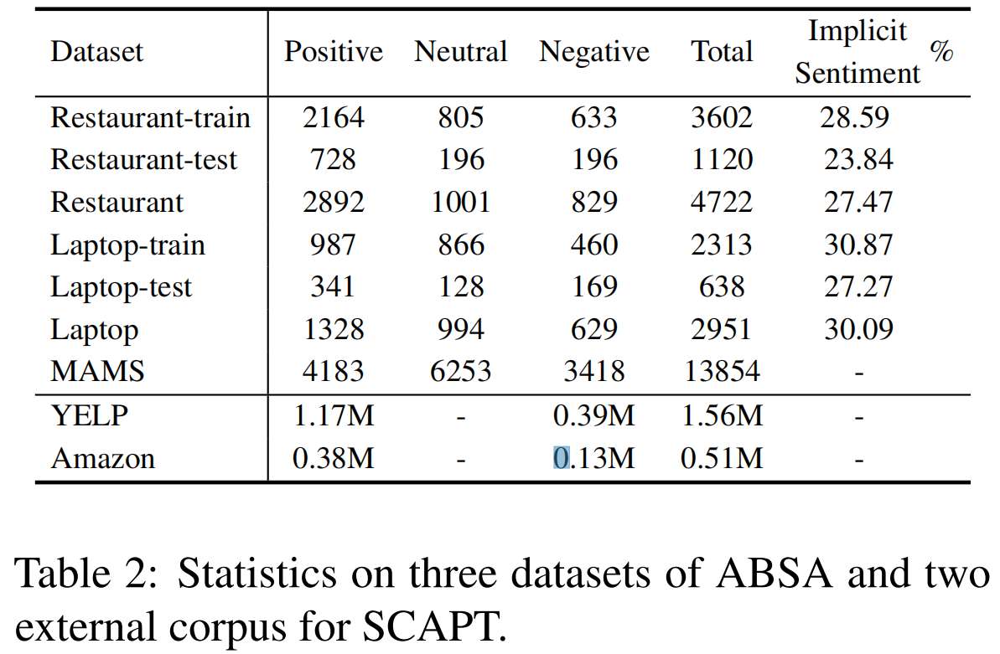 Dataset Positive Neutral Negative Total Implicit Sentiment %
Restaurant-train 2164 805 633 3602 28.59
Restaurant-test 728 196 196 1120 23.84
Restaurant 2892 1001 829 4722 27.47
Laptop-train 987 866 460 2313 30.87
Laptop-test 341 128 169 638 27.27
Laptop 1328 994 629 2951 30.09
MAMS 4183 6253 3418 13854 -
YELP 1.17M - 0.39M 1.56M -
Amazon 0.38M - 0.13M 0.51M -
Table 2: Statistics on three datasets of ABSA and two
external corpus for SCAPT.